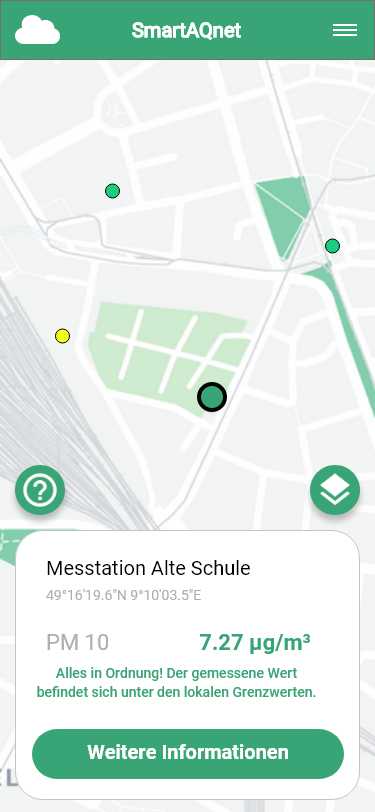 SmartAQnet
Messtation Alte Schule
49°16'19.6"N 9°10'03.5"E
PM 10 7.27 µg/m³
Alles in Ordnung! Der gemessene Wert
befindet sich unter den lokalen Grenzwerten.
Weitere Informationen